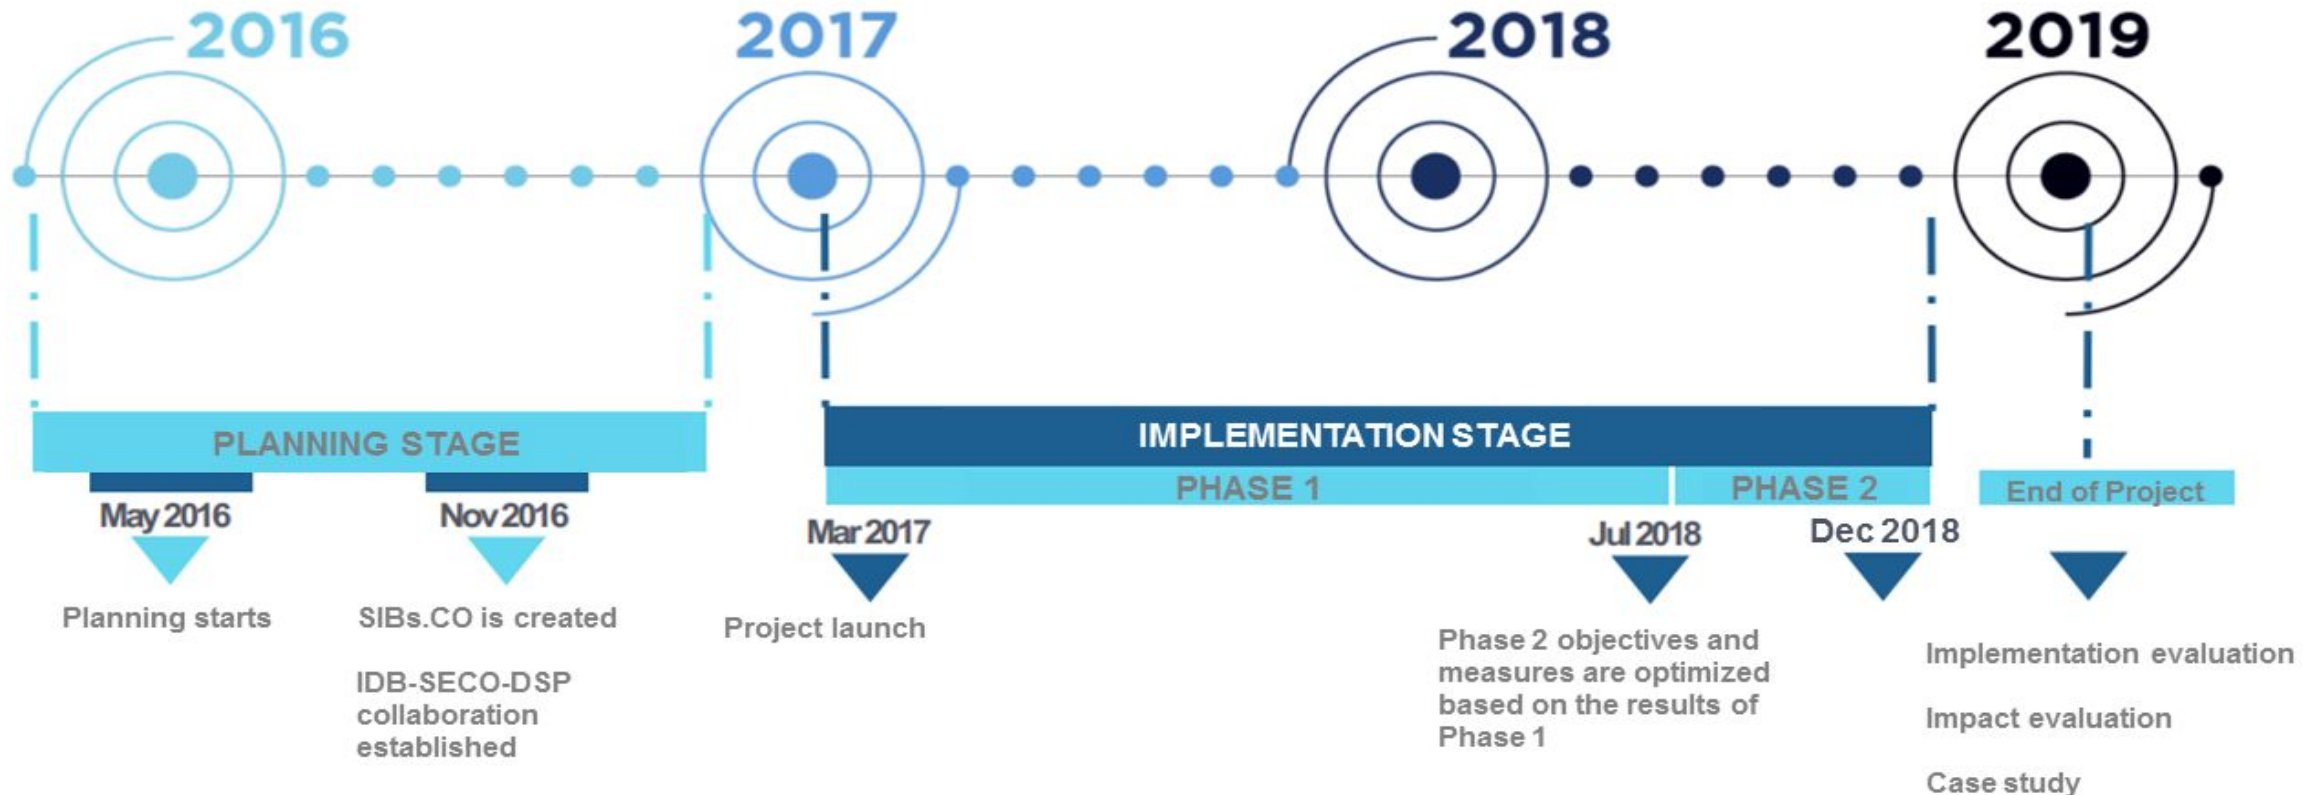 2016
2017
2018
2019
PLANNING STAGE
IMPLEMENTATION STAGE
PHASE 1
PHASE 2
End of Project
May 2016
Nov 2016
Mar 2017
Jul 2018
Dec 2018
Planning starts
SIBs.CO is created
IDB-SECO-DSP
collaboration
established
Project launch
Phase 2 objectives and
measures are optimized
based on the results of
Phase 1
Implementation evaluation
Impact evaluation
Case study